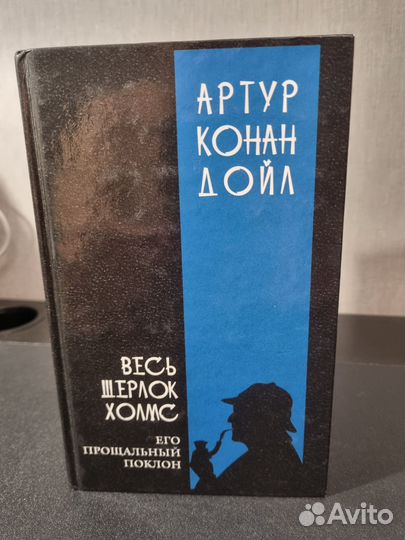 АРТУР
КОНАН
ДОЙЛ
ВЕСЬ
ШЕРЛОК
ХОЛМС
ЕГО
ПРОЩАЛЬНЫЙ
ПОКЛОН
Avito